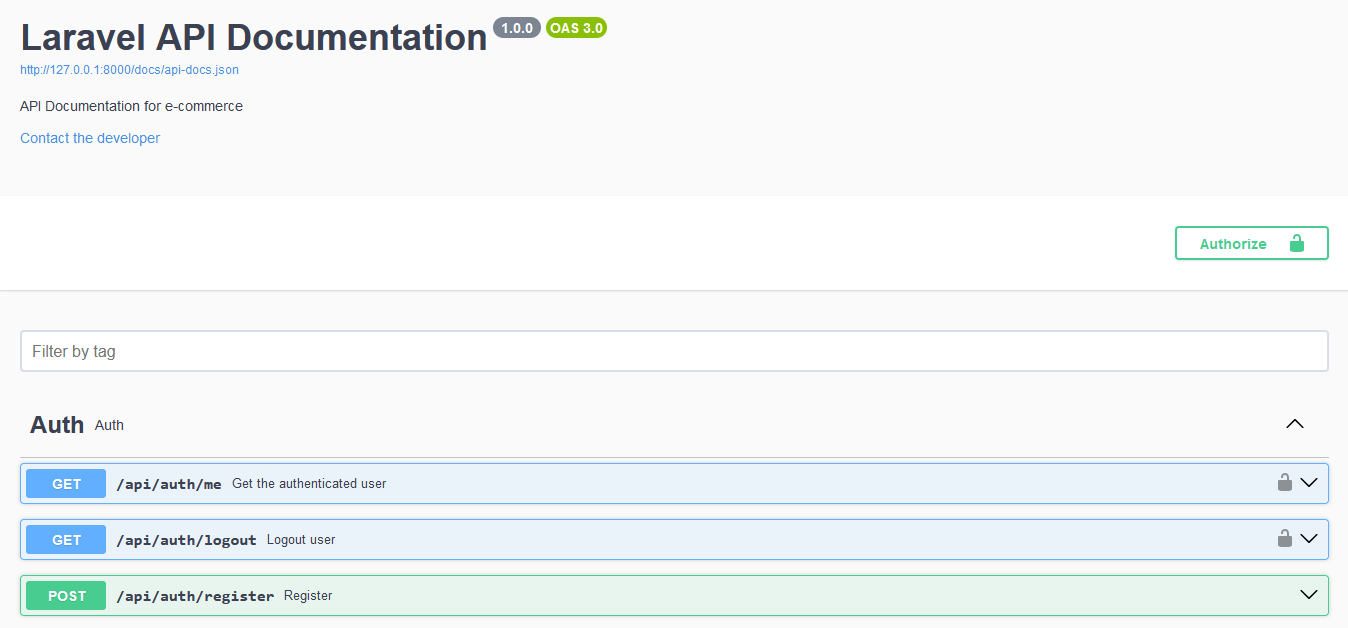 Laravel API Documentation 1.0.0 OAS 3.0
http://127.0.0.1:8000/docs/api-docs.json
API Documentation for e-commerce
Contact the developer
Authorize
Filter by tag
Auth Auth
GET /api/auth/me Get the authenticated user
GET /api/auth/logout Logout user
POST /api/auth/register Register